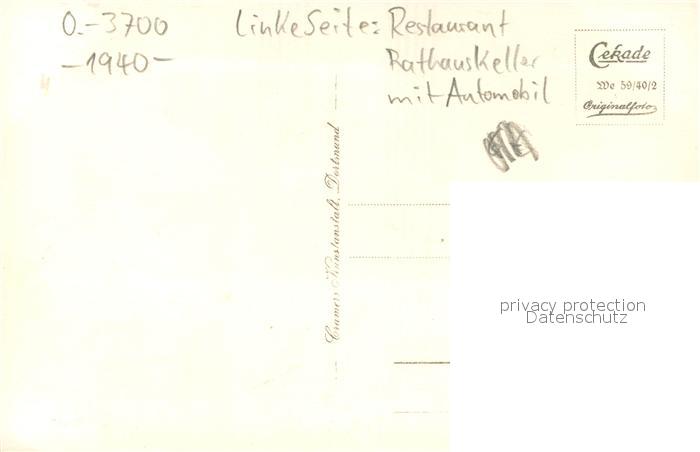 O.-3700
-1940-
Linke Seite: Restaurant
Rathauskeller
mit Automobil
Cekade
We 59/40/2
Originalfoto
Cramers Kunstanstalt, Dortmund
privacy protection
Datenschutz